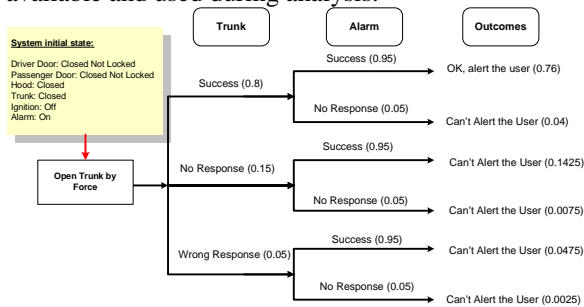 available and used during analysis.
Trunk
Alarm
Outcomes
System initial state:
Driver Door: Closed Not Locked
Passenger Door: Closed Not Locked
Hood: Closed
Trunk: Closed
Ignition: Off
Alarm: On
Open Trunk by
Force
Success (0.8)
Success (0.95)
OK, alert the user (0.76)
No Response (0.05)
Can't Alert the User (0.04)
No Response (0.15)
Success (0.95)
Can't Alert the User (0.1425)
No Response (0.05)
Can't Alert the User (0.0075)
Wrong Response (0.05)
Success (0.95)
Can't Alert the User (0.0475)
No Response (0.05)
Can't Alert the User (0.0025)